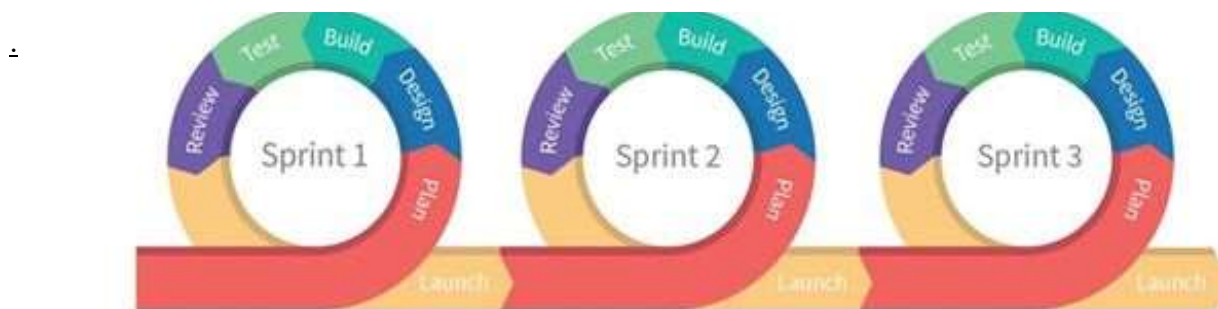 .
Test Build Design Plan Review Sprint 1 Launch
Test Build Design Plan Review Sprint 2 Launch
Test Build Design Plan Review Sprint 3 Launch